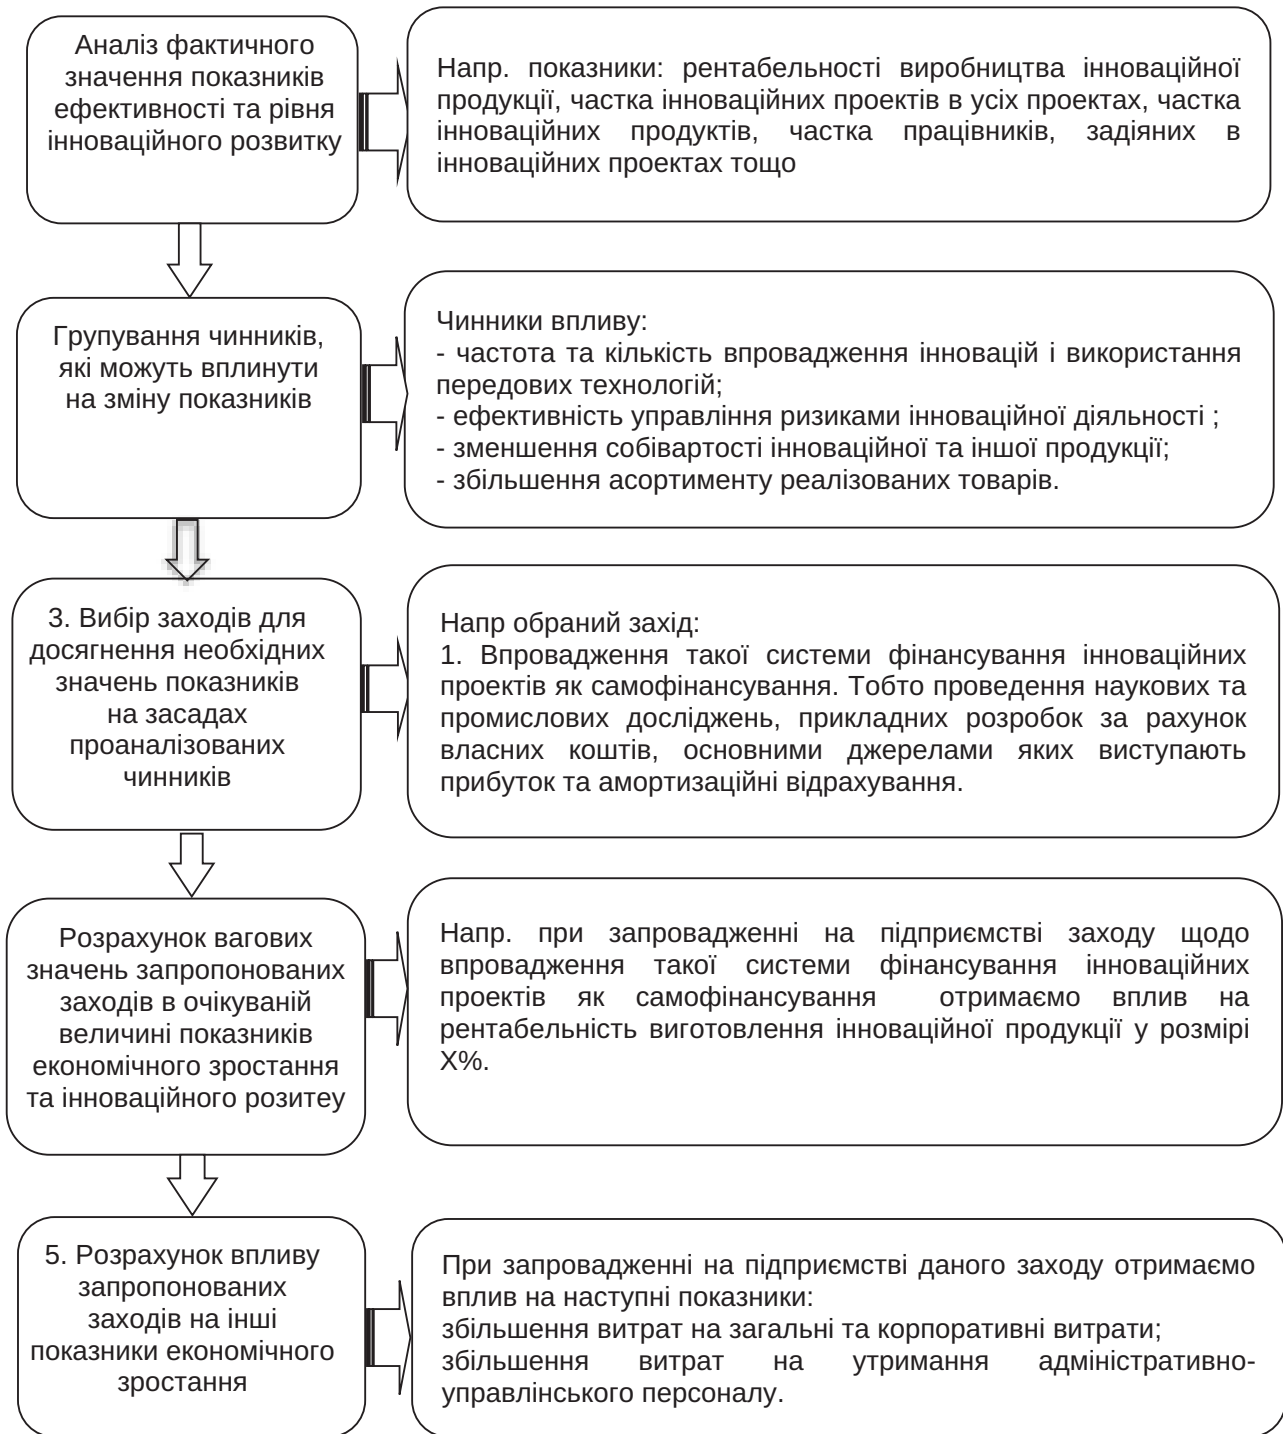 Аналіз фактичного
значення показників
ефективності та рівня
інноваційного розвитку
Напр. показники: рентабельності виробництва інноваційної
продукції, частка інноваційних проектів в усіх проектах, частка
інноваційних продуктів, частка працівників, задіяних в
інноваційних проектах тощо
Групування чинників,
які можуть вплинути
на зміну показників
Чинники впливу:
- частота та кількість впровадження інновацій і використання
передових технологій;
- ефективність управління ризиками інноваційної діяльності ;
- зменшення собівартості інноваційної та іншої продукції;
- збільшення асортименту реалізованих товарів.
3. Вибір заходів для
досягнення необхідних
значень показників
на засадах
проаналізованих
чинників
Напр обраний захід:
1. Впровадження такої системи фінансування інноваційних
проектів як самофінансування. Тобто проведення наукових та
промислових досліджень, прикладних розробок за рахунок
власних коштів, основними джерелами яких виступають
прибуток та амортизаційні відрахування.
Розрахунок вагових
значень запропонованих
заходів в очікуваній
величині показників
економічного зростання
та інноваційного розитеу
Напр. при запровадженні на підприємстві заходу щодо
впровадження такої системи фінансування інноваційних
проектів як самофінансування отримаємо вплив на
рентабельність виготовлення інноваційної продукції у розмірі
Х%.
5. Розрахунок впливу
запропонованих
заходів на інші
показники економічного
зростання
При запровадженні на підприємстві даного заходу отримаємо
вплив на наступні показники:
збільшення витрат на загальні та корпоративні витрати;
збільшення витрат на утримання адміністративно-
управлінського персоналу.